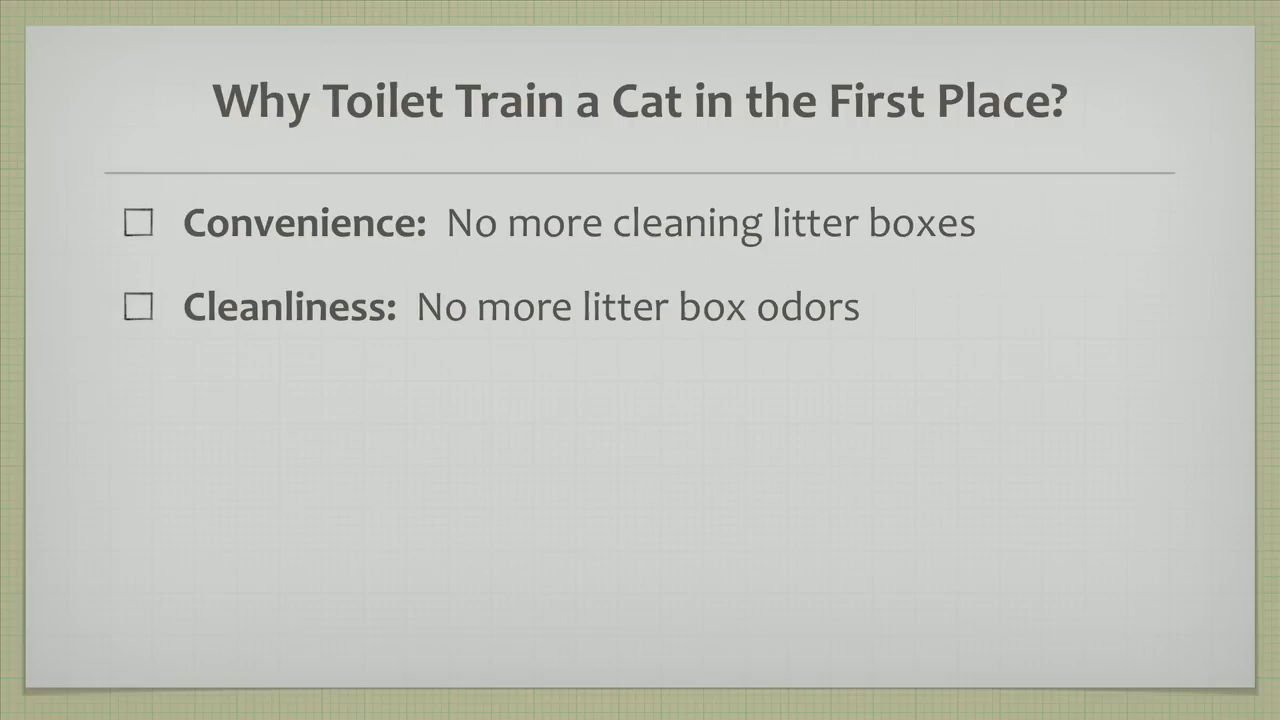 Why Toilet Train a Cat in the First Place?
Convenience: No more cleaning litter boxes
Cleanliness: No more litter box odors